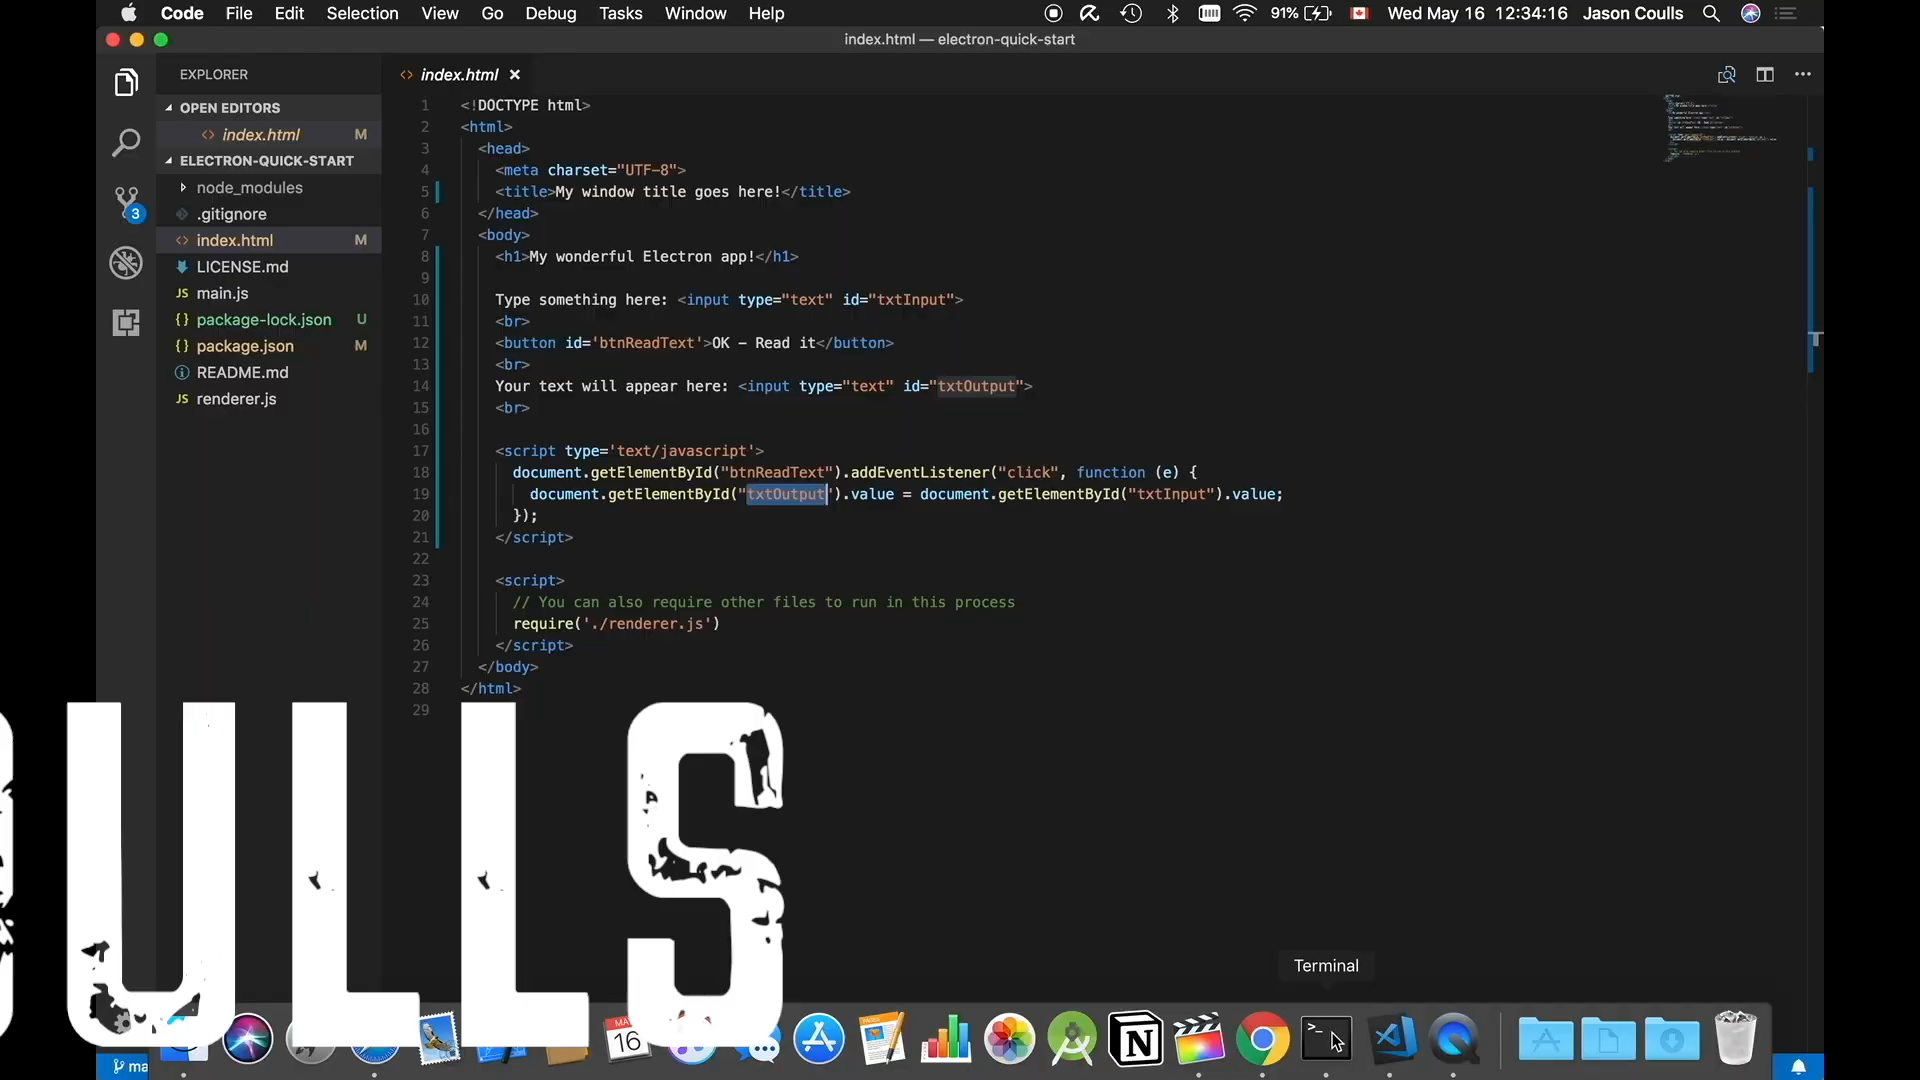 Code File Edit Selection View Go Debug Tasks Window Help
91% Wed May 16 12:34:16 Jason Coulls
index.html — electron-quick-start
EXPLORER
OPEN EDITORS
index.html M
ELECTRON-QUICK-START
node_modules
.gitignore
index.html M
LICENSE.md
JS main.js
{} package-lock.json U
{} package.json M
README.md
JS renderer.js
3
<> index.html ×
1 <!DOCTYPE html>
2 <html>
3 <head>
4 <meta charset="UTF-8">
5 <title>My window title goes here!</title>
6 </head>
7 <body>
8 <h1>My wonderful Electron app!</h1>
9
10 Type something here: <input type="text" id="txtInput">
11 <br>
12 <button id='btnReadText'>OK - Read it</button>
13 <br>
14 Your text will appear here: <input type="text" id="txtOutput">
15 <br>
16
17 <script type='text/javascript'>
18 document.getElementById("btnReadText").addEventListener("click", function (e) {
19 document.getElementById("txtOutput").value = document.getElementById("txtInput").value;
20 });
21 </script>
22
23 <script>
24 // You can also require other files to run in this process
25 require('./renderer.js')
26 </script>
27 </body>
28 </html>
29
ULLS
Terminal
16
N
>_
ma